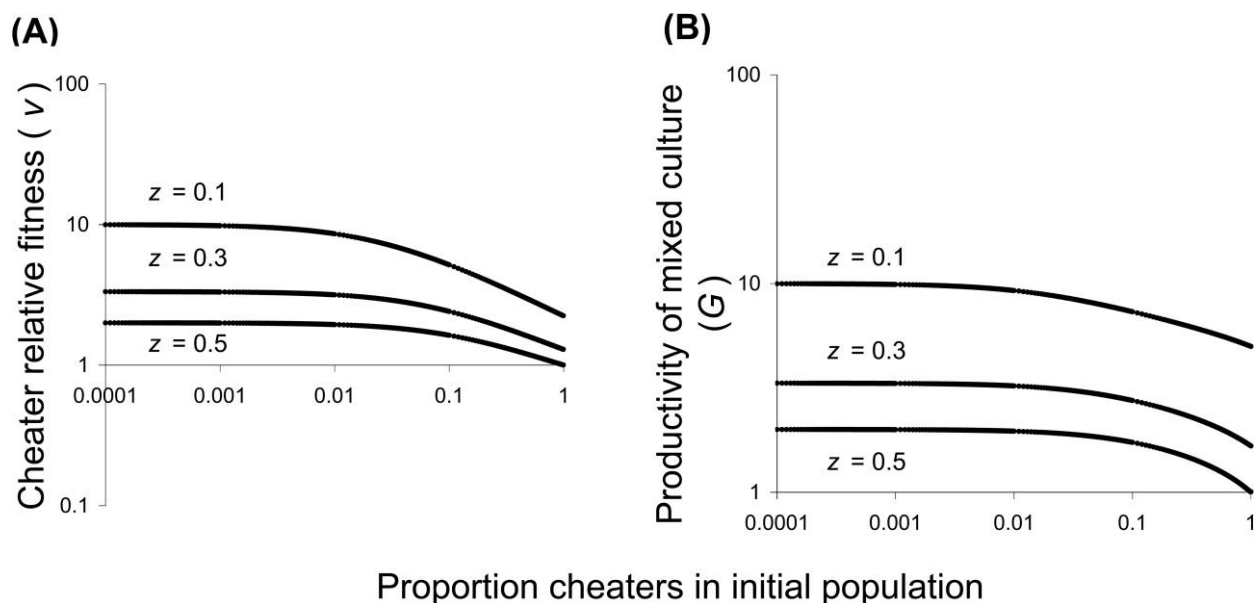 (A)
Cheater relative fitness ( v )
100
10
1
0.1
z = 0.1
z = 0.3
z = 0.5
0.0001
0.001
0.01
0.1
1
(B)
Productivity of mixed culture
(G)
100
10
1
z = 0.1
z = 0.3
z = 0.5
0.0001
0.001
0.01
0.1
1
Proportion cheaters in initial population